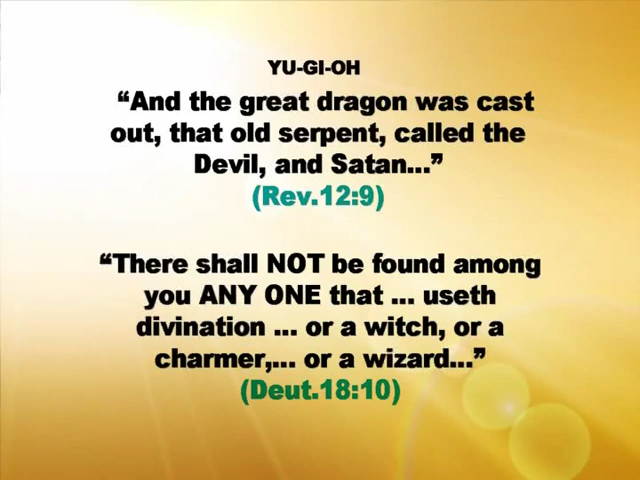 YU-GI-OH
“And the great dragon was cast
out, that old serpent, called the
Devil, and Satan...”
(Rev.12:9)
“There shall NOT be found among
you ANY ONE that ... useth
divination ... or a witch, or a
charmer,... or a wizard...”
(Deut.18:10)